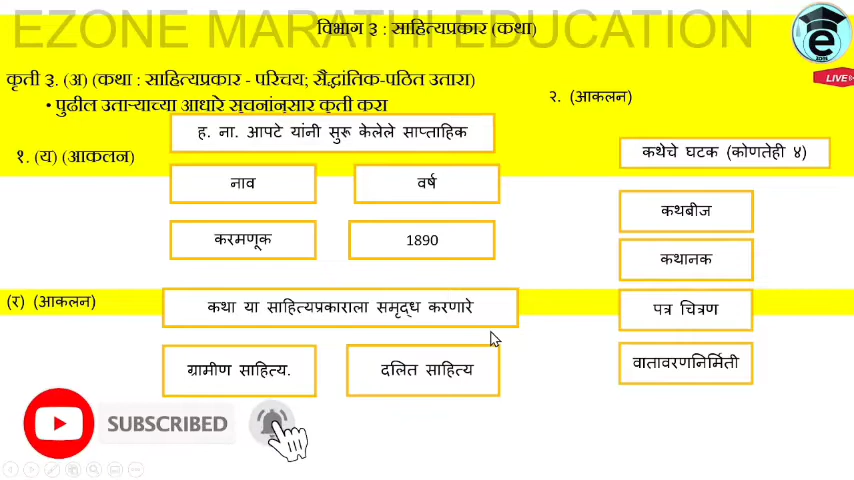 EZONE MARATHI EDUCATION
विभाग ३ : साहित्यप्रकार (कथा)
e
EZONE
LIVE
कृती ३. (अ) (कथा : साहित्यप्रकार - परिचय; सैद्धांतिक-पठित उतारा)
• पुढील उताऱ्याच्या आधारे सूचनांनुसार कृती करा
ह. ना. आपटे यांनी सुरू केलेले साप्ताहिक
१. (य) (आकलन)
नाव
वर्ष
करमणूक
1890
(र) (आकलन)
कथा या साहित्यप्रकाराला समृद्ध करणारे
ग्रामीण साहित्य.
दलित साहित्य
२. (आकलन)
कथेचे घटक (कोणतेही ४)
कथबीज
कथानक
पत्र चित्रण
वातावरणनिर्मिती
SUBSCRIBED